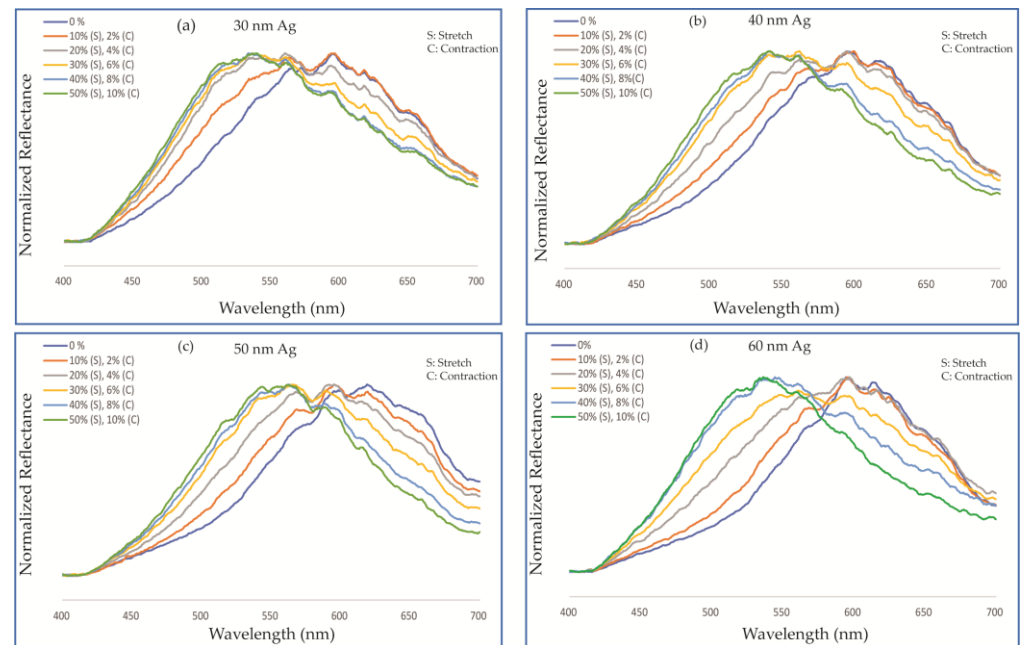 (a) 30 nm Ag
0 %
10% (S), 2% (C)
20% (S), 4% (C)
30% (S), 6% (C)
40% (S), 8% (C)
50% (S), 10% (C)
S: Stretch
C: Contraction
Normalized Reflectance
400 450 500 550 600 650 700
Wavelength (nm)
(b) 40 nm Ag
0 %
10% (S), 2% (C)
20% (S), 4% (C)
30% (S), 6% (C)
40% (S), 8%(C)
50% (S), 10% (C)
S: Stretch
C: Contraction
Normalized Reflectance
400 450 500 550 600 650 700
Wavelength (nm)
(c) 50 nm Ag
0 %
10% (S), 2% (C)
20% (S), 4% (C)
30% (S), 6% (C)
40% (S), 8% (C)
50% (S), 10% (C)
S: Stretch
C: Contraction
Normalized Reflectance
400 450 500 550 600 650 700
Wavelength (nm)
(d) 60 nm Ag
0%
10% (S), 2% (C)
20% (S), 4% (C)
30% (S), 6% (C)
40% (S), 8% (C)
50% (S), 10% (C)
S: Stretch
C: Contraction
Normalized Reflectance
400 450 500 550 600 650 700
Wavelength (nm)